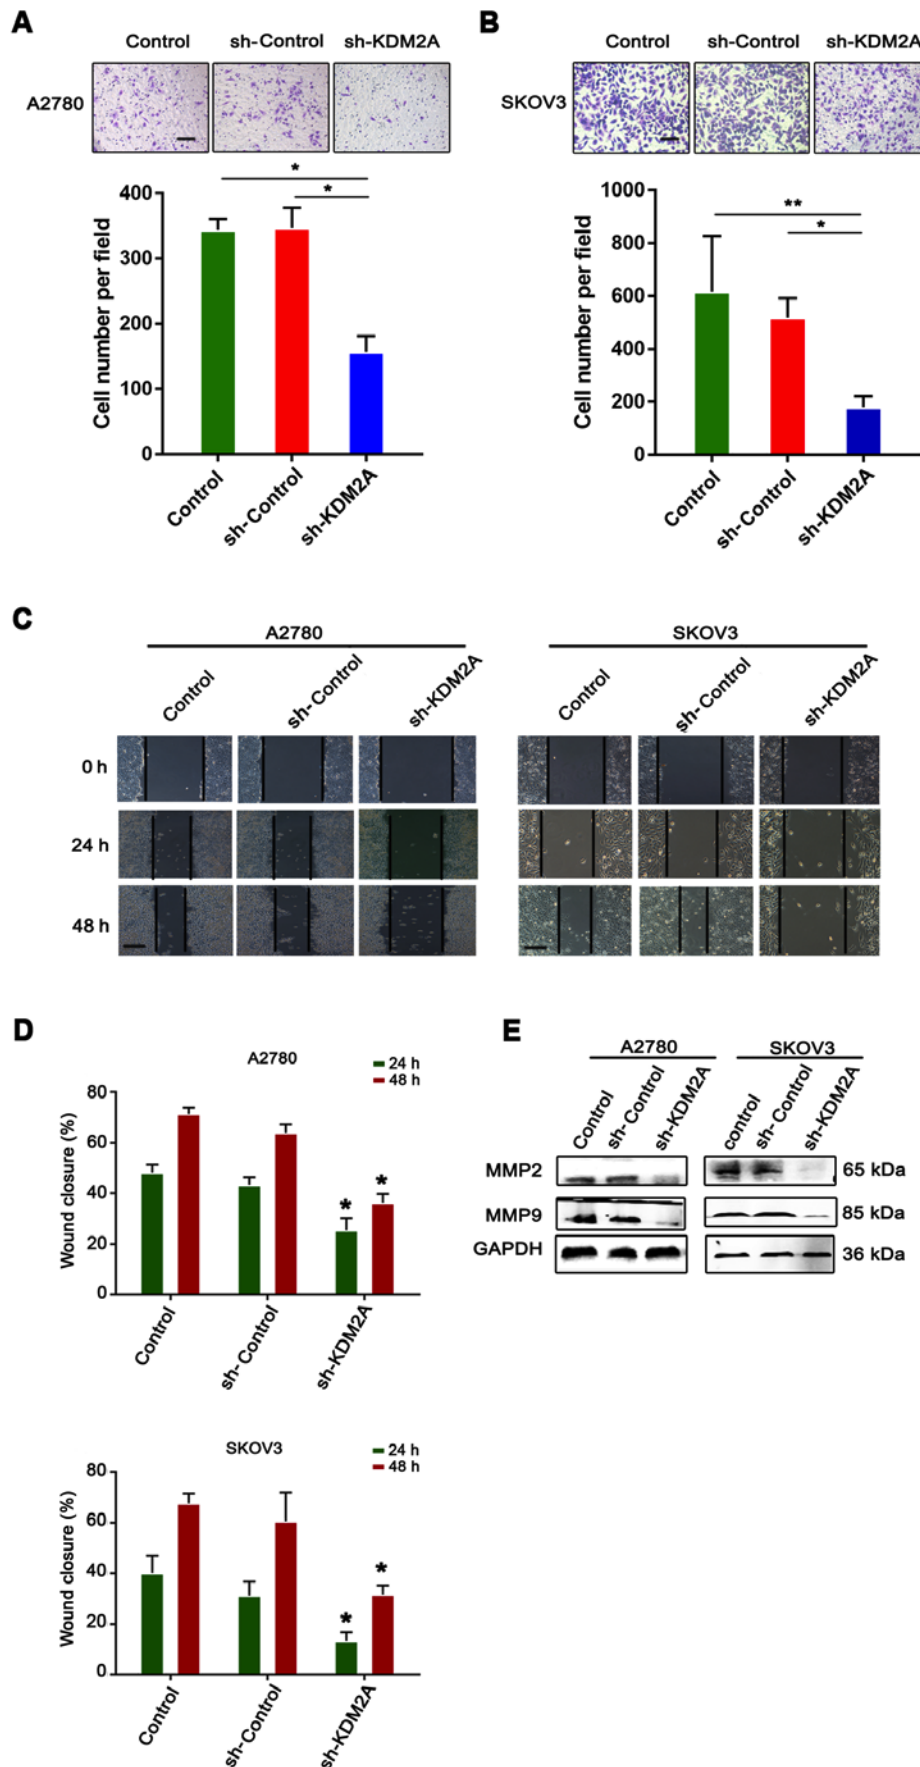 A
Control sh-Control sh-KDM2A
A2780
*
*
Cell number per field
400
300
200
100
0
Control
sh-Control
sh-KDM2A
B
Control sh-Control sh-KDM2A
SKOV3
**
*
Cell number per field
1000
800
600
400
200
0
Control
sh-Control
sh-KDM2A
C
A2780
Control
sh-Control
sh-KDM2A
SKOV3
Control
sh-Control
sh-KDM2A
0 h
24 h
48 h
D
A2780
24 h
48 h
Wound closure (%)
80
60
40
20
0
*
*
Control
sh-Control
sh-KDM2A
SKOV3
24 h
48 h
Wound closure (%)
80
60
40
20
0
*
*
Control
sh-Control
sh-KDM2A
E
A2780
SKOV3
Control
sh-Control
sh-KDM2A
control
sh-Control
sh-KDM2A
MMP2 65 kDa
MMP9 85 kDa
GAPDH 36 kDa